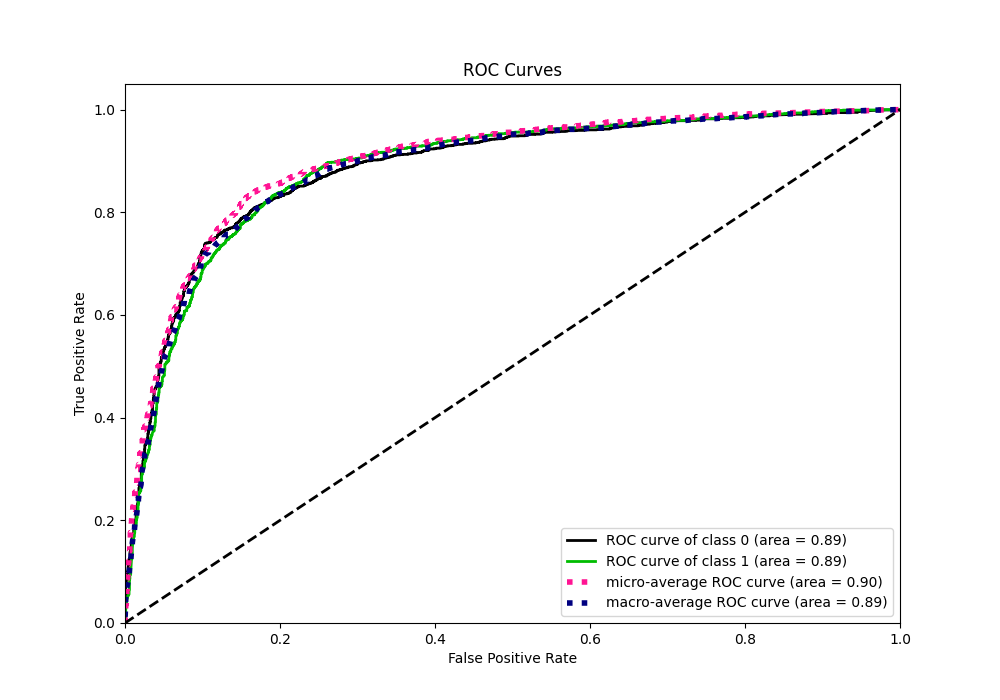 ROC Curves
True Positive Rate
1.0
0.8
0.6
0.4
0.2
0.0
ROC curve of class 0 (area = 0.89)
ROC curve of class 1 (area = 0.89)
micro-average ROC curve (area = 0.90)
macro-average ROC curve (area = 0.89)
0.0 0.2 0.4 0.6 0.8 1.0
False Positive Rate